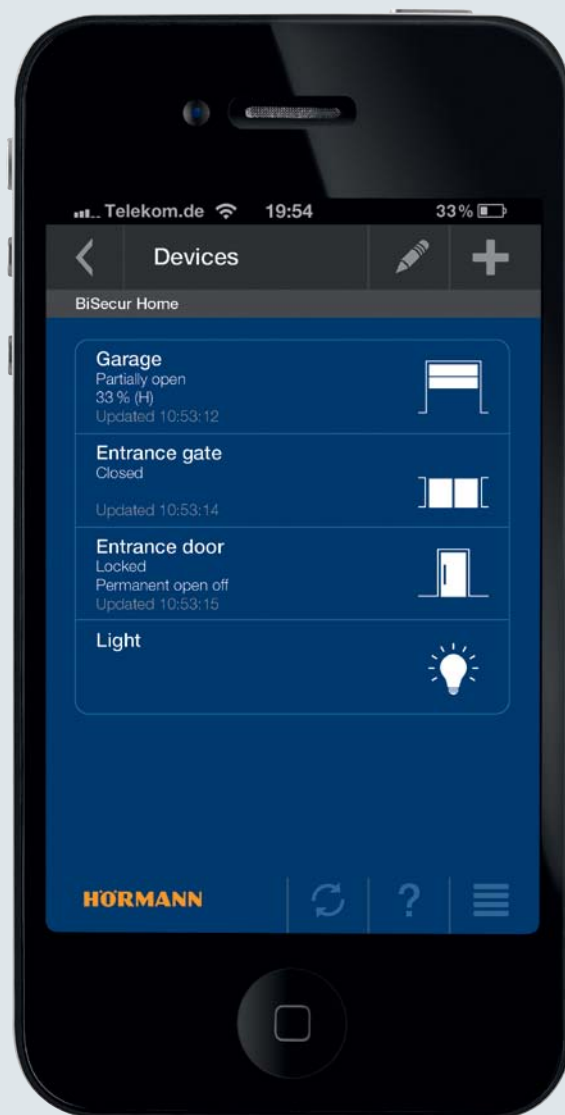 Telekom.de 19:54 33%
Devices
BiSecur Home
Garage
Partially open
33 % (H)
Updated 10:53:12
Entrance gate
Closed
Updated 10:53:14
Entrance door
Locked
Permanent open off
Updated 10:53:15
Light
HÖRMANN
?